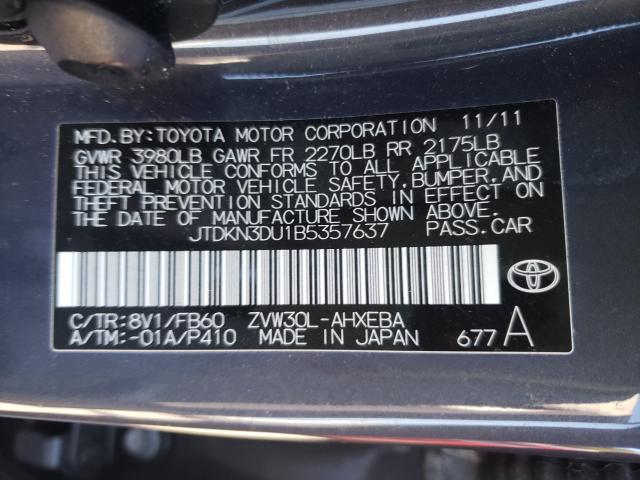 MFD. BY: TOYOTA MOTOR CORPORATION 11/11
GVWR 3980LB GAWR FR 2270LB RR 2175LB
THIS VEHICLE CONFORMS TO ALL APPLICABLE
FEDERAL MOTOR VEHICLE SAFETY, BUMPER, AND
THEFT PREVENTION STANDARDS IN EFFECT ON
THE DATE OF MANUFACTURE SHOWN ABOVE.
JTDKN3DU1B5357637 PASS. CAR
C/TR: 8V1/FB60 ZVW30L-AHXEBA
A/TM: -01A/P410 MADE IN JAPAN 677 A